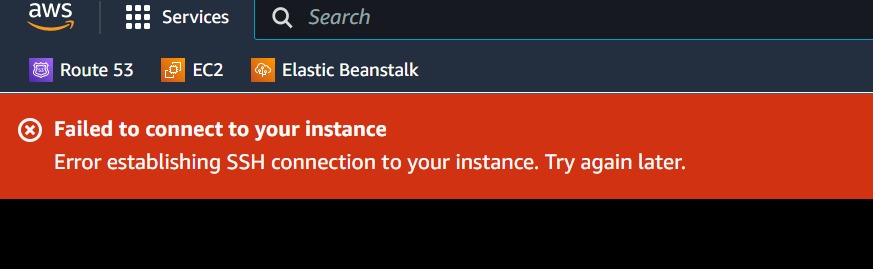 aws
Services
Search
Route 53
EC2
Elastic Beanstalk
Failed to connect to your instance
Error establishing SSH connection to your instance. Try again later.